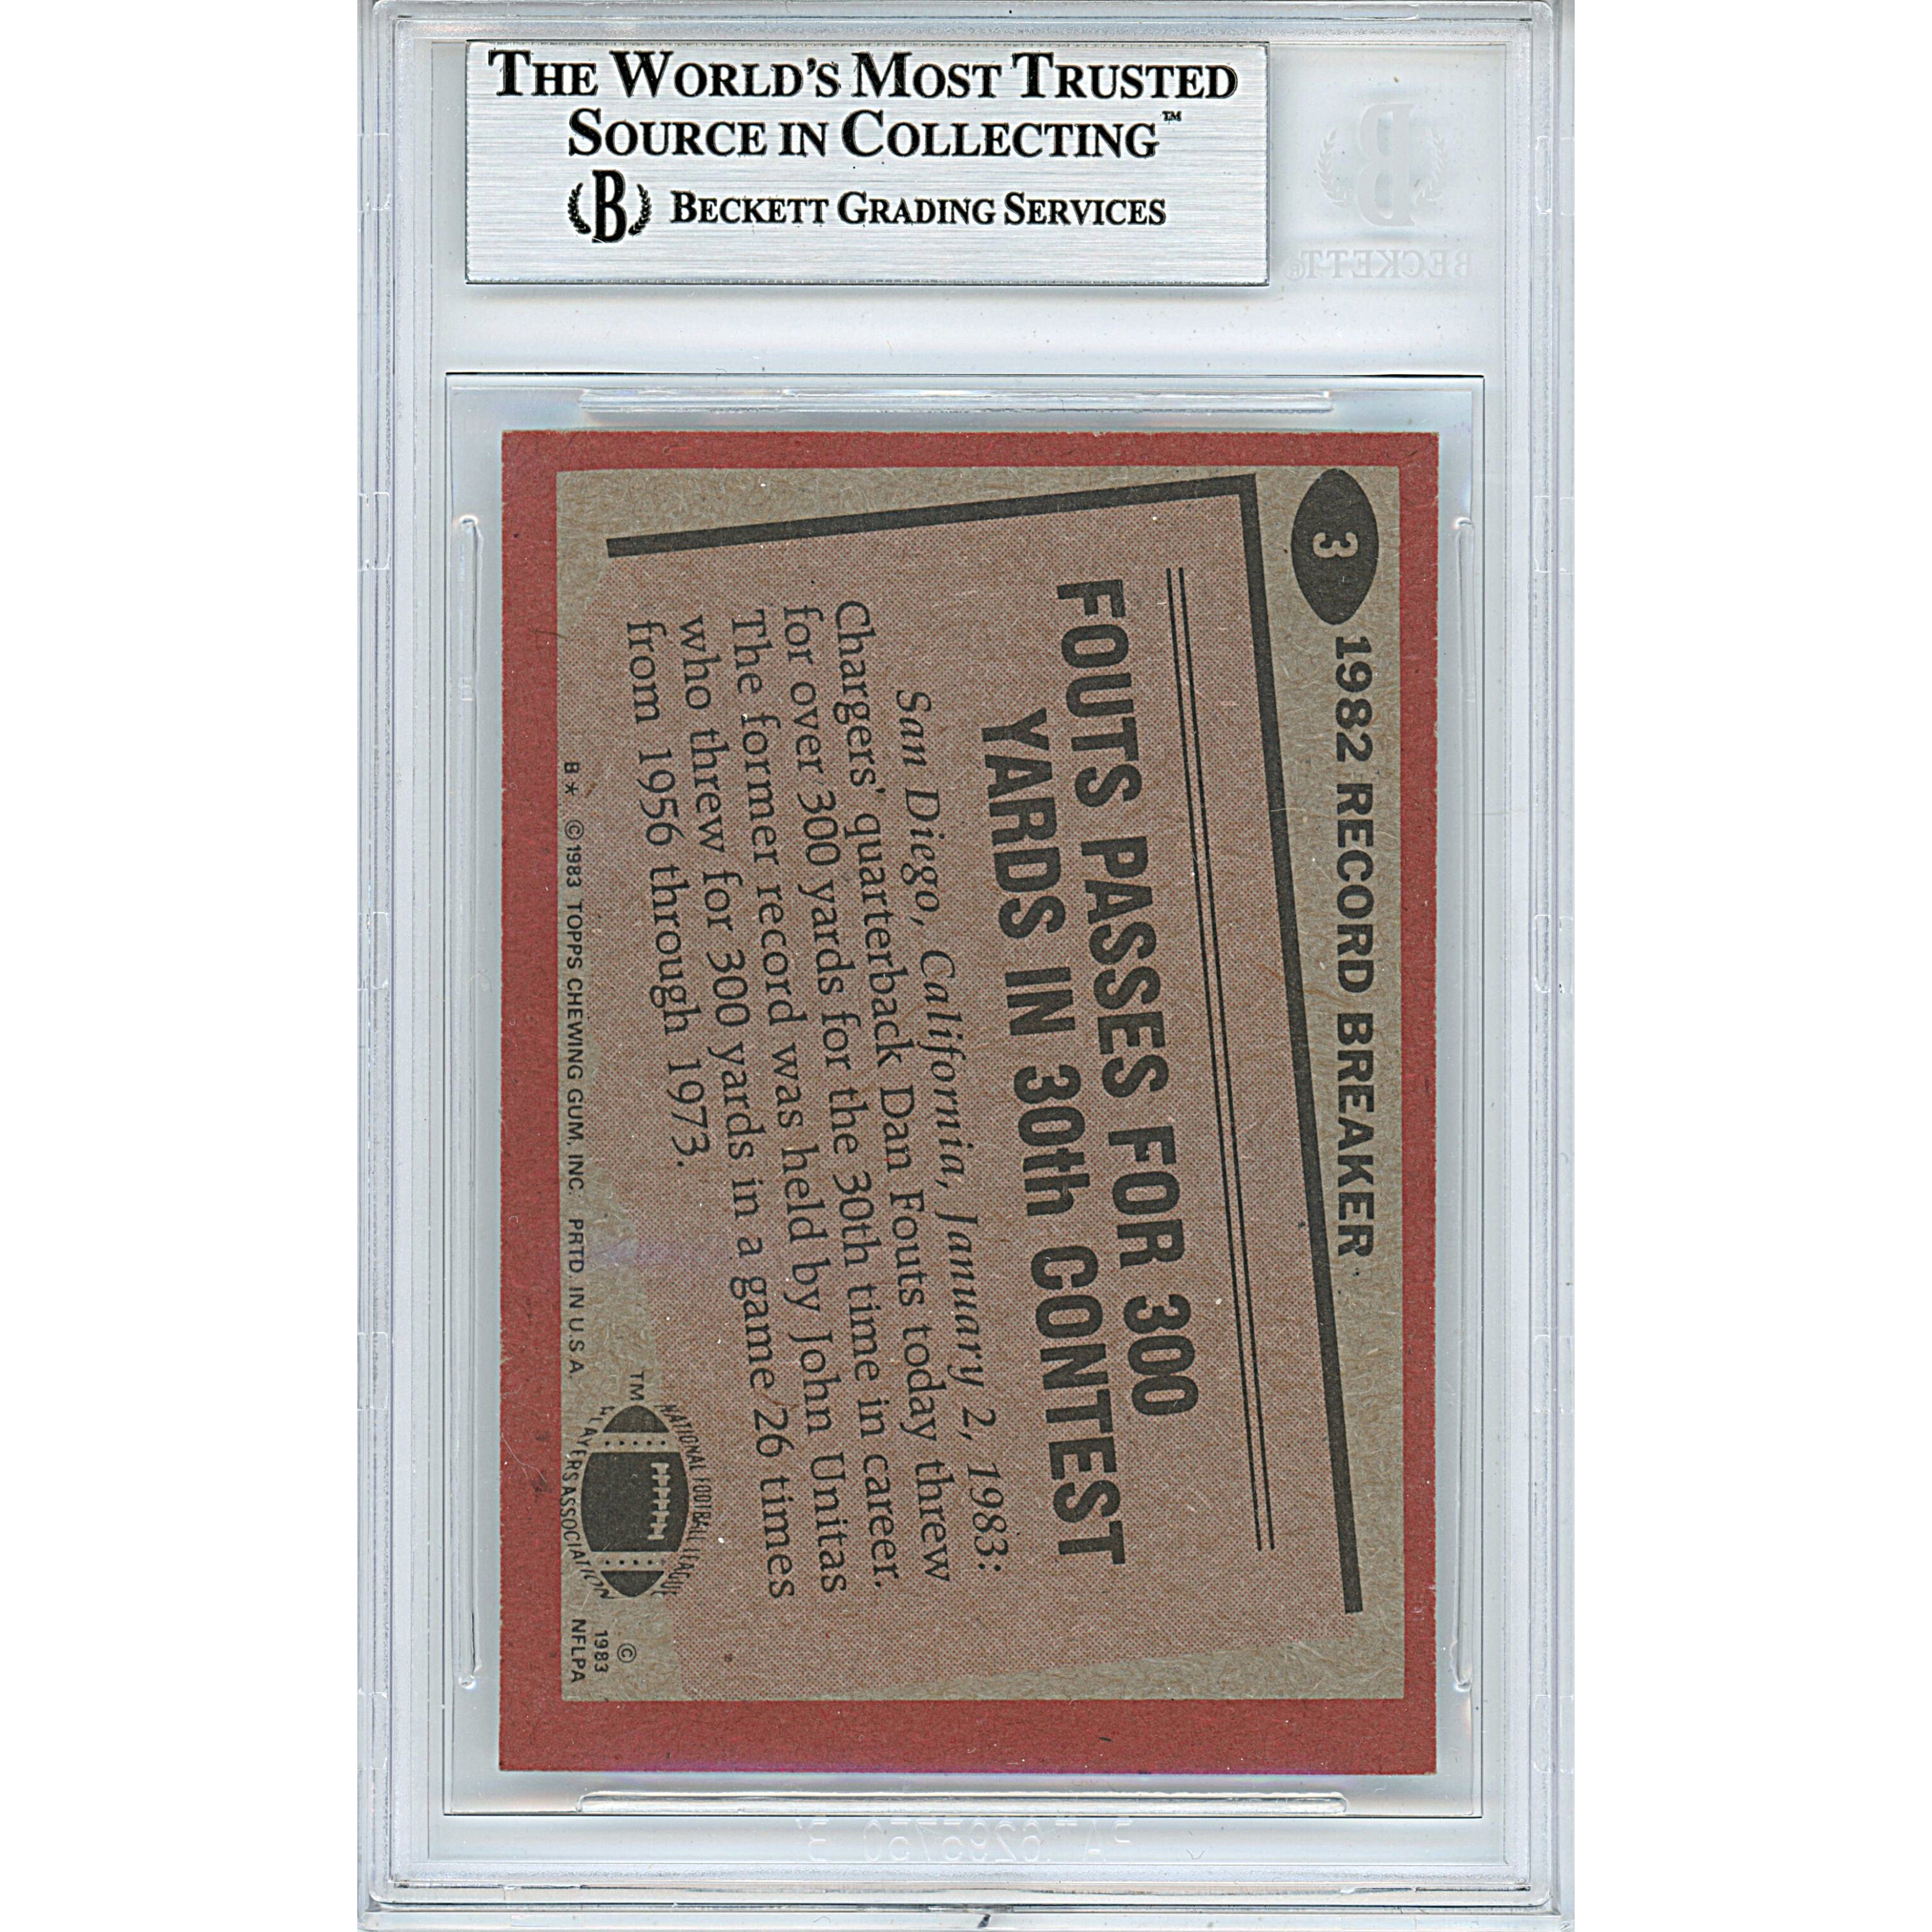 THE WORLD'S MOST TRUSTED
SOURCE IN COLLECTING™
B BECKETT GRADING SERVICES
B
BECKETT
3 1982 RECORD BREAKER
FOUTS PASSES FOR 300
YARDS IN 30th CONTEST
San Diego, California, January 2, 1983:
Chargers' quarterback Dan Fouts today threw
for over 300 yards for the 30th time in career.
The former record was held by John Unitas
who threw for 300 yards in a game 26 times
from 1956 through 1973.
TM NATIONAL FOOTBALL LEAGUE
PLAYERS ASSOCIATION
© 1983 NFLPA
B* ©1983 TOPPS CHEWING GUM, INC. PRTD. IN U.S.A.